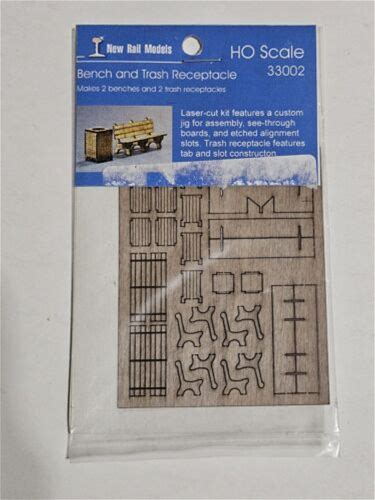 New Rail Models
HO Scale
33002
Bench and Trash Receptacle
Makes 2 benches and 2 trash receptacles
Laser-cut kit features a custom
jig for assembly, see-through
boards, and etched alignment
slots. Trash receptacle features
tab and slot constructon.